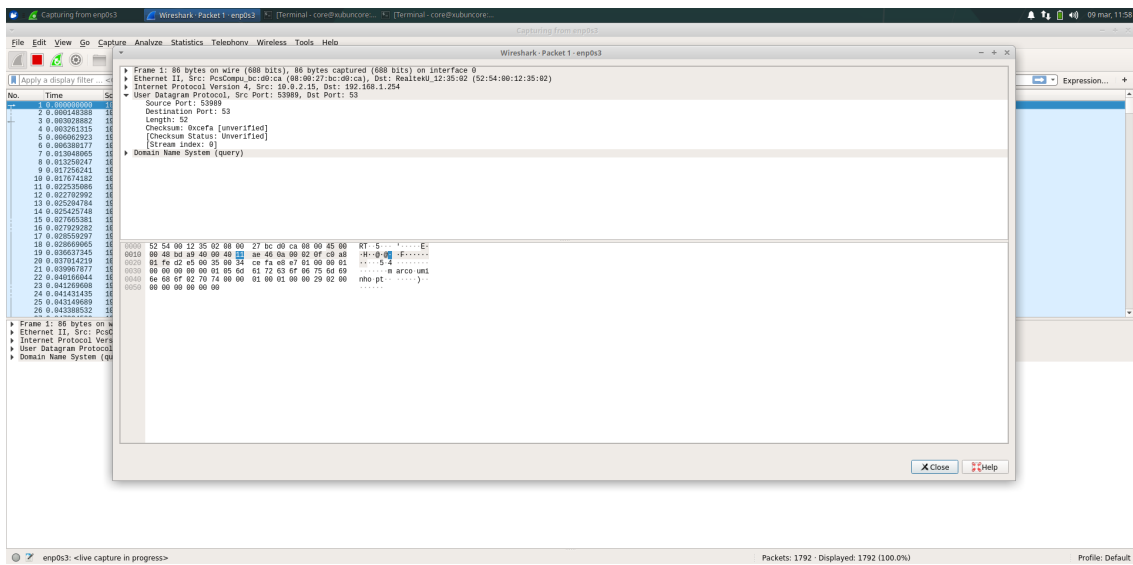 Capturing from enp0s3
Wireshark · Packet 1 · enp0s3
[Terminal - core@xubuncore:...
[Terminal - core@xubuncore:...
09 mar, 11:58
Capturing from enp0s3
File Edit View Go Capture Analyze Statistics Telephony Wireless Tools Help
Wireshark · Packet 1 · enp0s3
Apply a display filter ...
Expression... +
No. Time
1 0.000000000
2 0.000148388
3 0.003028882
4 0.003261315
5 0.006062923
6 0.006380177
7 0.013048065
8 0.013250247
9 0.017256241
10 0.017674182
11 0.022535086
12 0.022702992
13 0.025204784
14 0.025425748
15 0.027665381
16 0.027929282
17 0.028559297
18 0.028669065
19 0.036637345
20 0.037014219
21 0.039967877
22 0.040166044
23 0.041269608
24 0.041431435
25 0.043149689
26 0.043388532
Frame 1: 86 bytes on wire (688 bits), 86 bytes captured (688 bits) on interface 0
Ethernet II, Src: PcsCompu_bc:d0:ca (08:00:27:bc:d0:ca), Dst: RealtekU_12:35:02 (52:54:00:12:35:02)
Internet Protocol Version 4, Src: 10.0.2.15, Dst: 192.168.1.254
User Datagram Protocol, Src Port: 53989, Dst Port: 53
Source Port: 53989
Destination Port: 53
Length: 52
Checksum: 0xcefa [unverified]
[Checksum Status: Unverified]
[Stream index: 0]
Domain Name System (query)
0000 52 54 00 12 35 02 08 00 27 bc d0 ca 08 00 45 00 RT··5··· '·····E·
0010 00 48 bd a9 40 00 40 11 ae 46 0a 00 02 0f c0 a8 ·H··@·@· ·F······
0020 01 fe d2 e5 00 35 00 34 ce fa e8 e7 01 00 00 01 ·····5·4 ········
0030 00 00 00 00 00 01 05 6d 61 72 63 6f 06 75 6d 69 ·······m arco·umi
0040 6e 68 6f 02 70 74 00 00 01 00 01 00 00 29 02 00 nho·pt·· ·····)··
0050 00 00 00 00 00 00 ······
Frame 1: 86 bytes on w
Ethernet II, Src: PcsC
Internet Protocol Vers
User Datagram Protocol
Domain Name System (qu
Close Help
enp0s3: <live capture in progress>
Packets: 1792 · Displayed: 1792 (100.0%)
Profile: Default